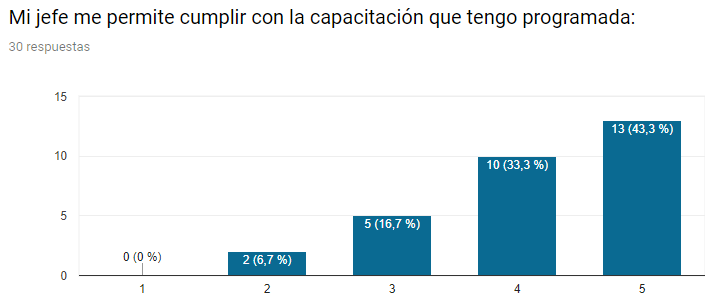 Mi jefe me permite cumplir con la capacitación que tengo programada:
30 respuestas
15
10
5
0
0 (0 %)
2 (6,7 %)
5 (16,7 %)
10 (33,3 %)
13 (43,3 %)
1
2
3
4
5